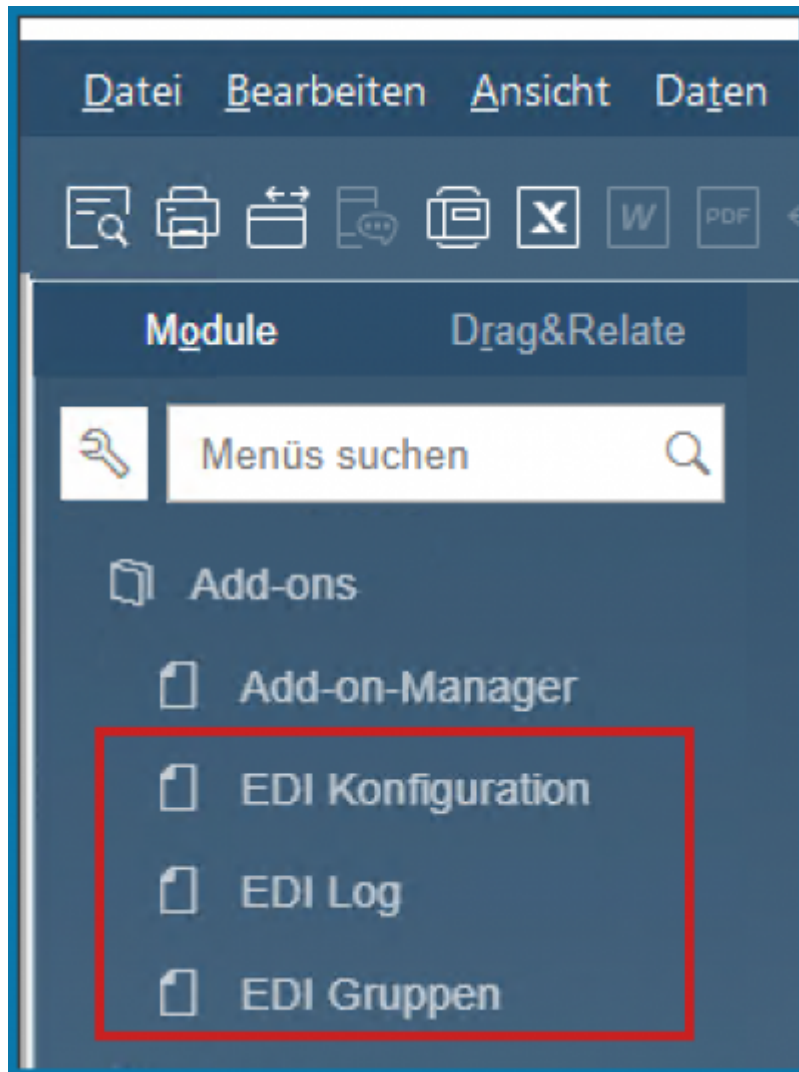 Datei Bearbeiten Ansicht Daten
W PDF
Module Drag&Relate
Menüs suchen
Add-ons
Add-on-Manager
EDI Konfiguration
EDI Log
EDI Gruppen